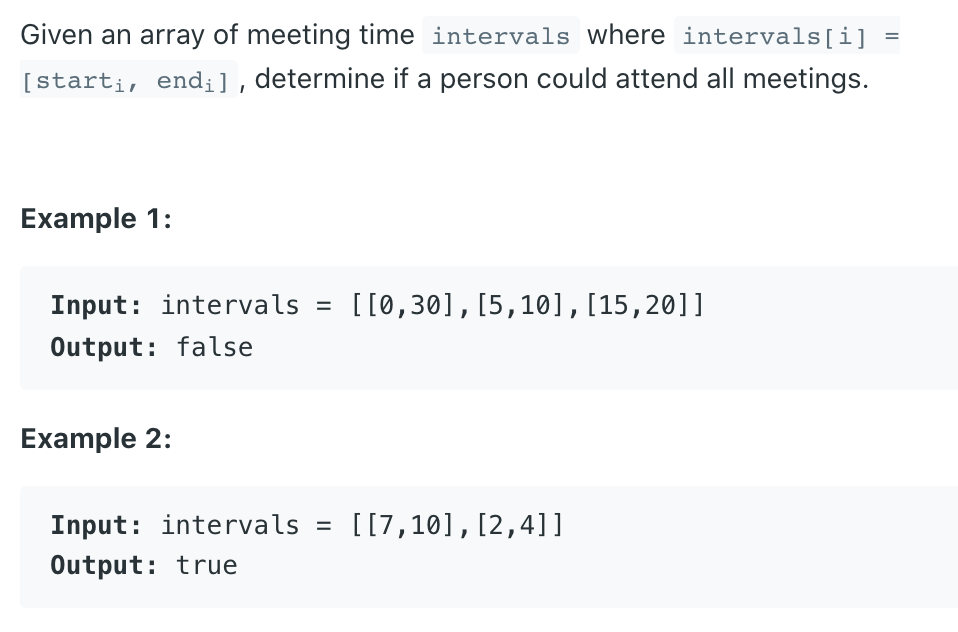 Given an array of meeting time intervals where intervals[i] =
[starti, endi], determine if a person could attend all meetings.
Example 1:
Input: intervals = [[0,30],[5,10],[15,20]]
Output: false
Example 2:
Input: intervals = [[7,10],[2,4]]
Output: true